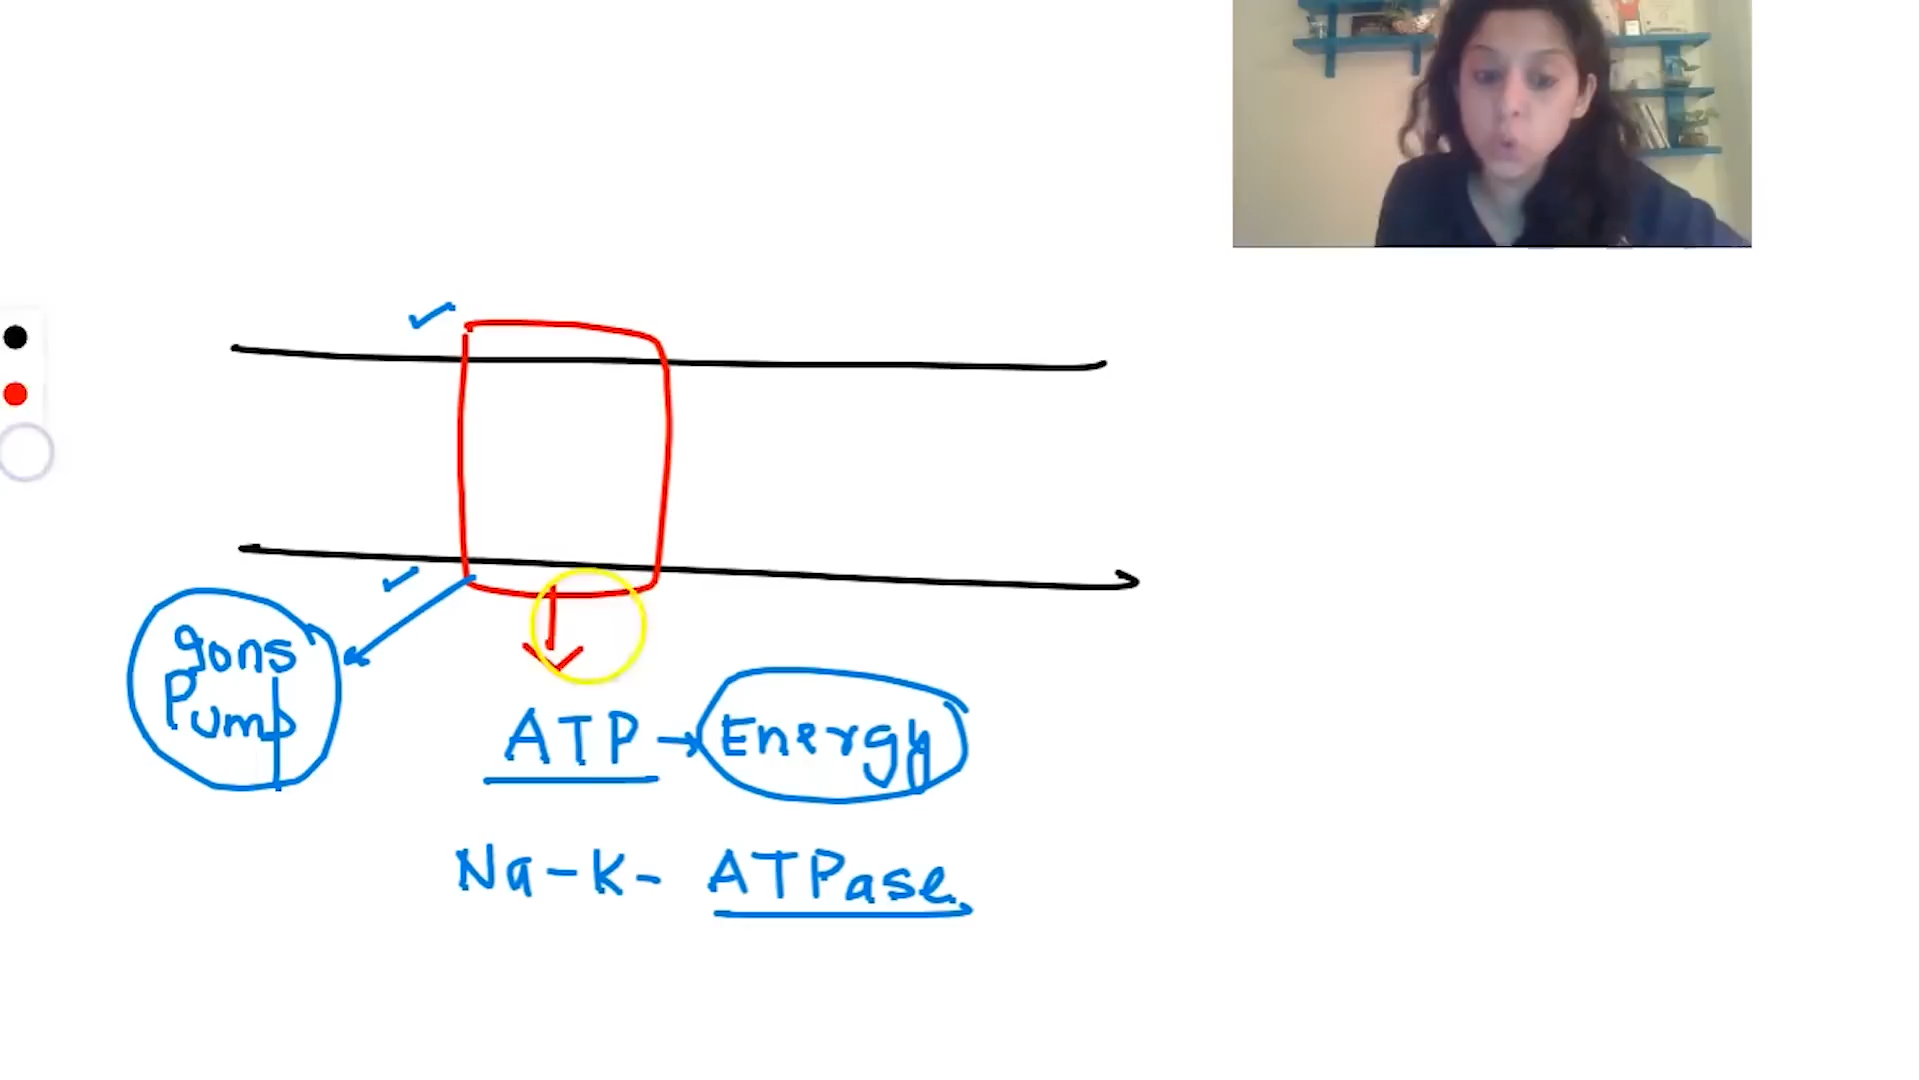 Ions
Pump
ATP → Energy
Na-K- ATPase